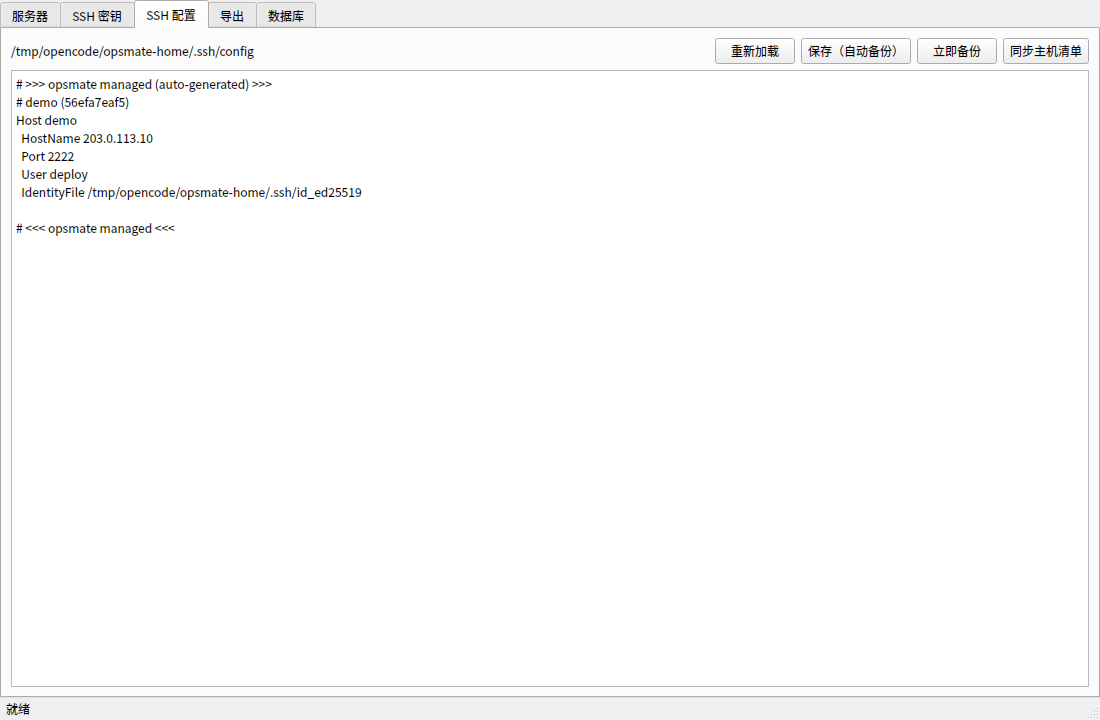 服务器 SSH 密钥 SSH 配置 导出 数据库
/tmp/opencode/opsmate-home/.ssh/config 重新加载 保存（自动备份） 立即备份 同步主机清单
# >>> opsmate managed (auto-generated) >>>
# demo (56efa7eaf5)
Host demo
  HostName 203.0.113.10
  Port 2222
  User deploy
  IdentityFile /tmp/opencode/opsmate-home/.ssh/id_ed25519
# <<< opsmate managed <<<
就绪